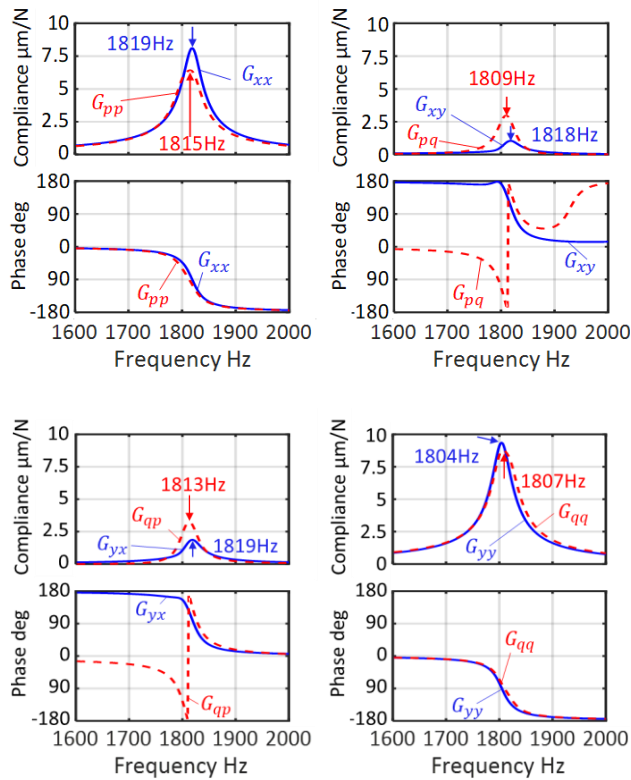 Compliance μm/N
10
7.5
5
2.5
0
1819Hz
G_xx
G_pp
1815Hz
Phase deg
180
90
0
90
-180
G_xx
G_pp
1600 1700 1800 1900 2000
Frequency Hz
Compliance μm/N
10
7.5
5
2.5
0
1809Hz
G_xy
G_pq
1818Hz
Phase deg
180
90
0
90
-180
G_xy
G_pq
1600 1700 1800 1900 2000
Frequency Hz
Compliance μm/N
10
7.5
5
2.5
0
1813Hz
G_qp
G_yx
1819Hz
Phase deg
180
90
0
90
-180
G_yx
G_qp
1600 1700 1800 1900 2000
Frequency Hz
Compliance μm/N
10
7.5
5
2.5
0
1804Hz
1807Hz
G_qq
G_yy
Phase deg
180
90
0
90
-180
G_qq
G_yy
1600 1700 1800 1900 2000
Frequency Hz